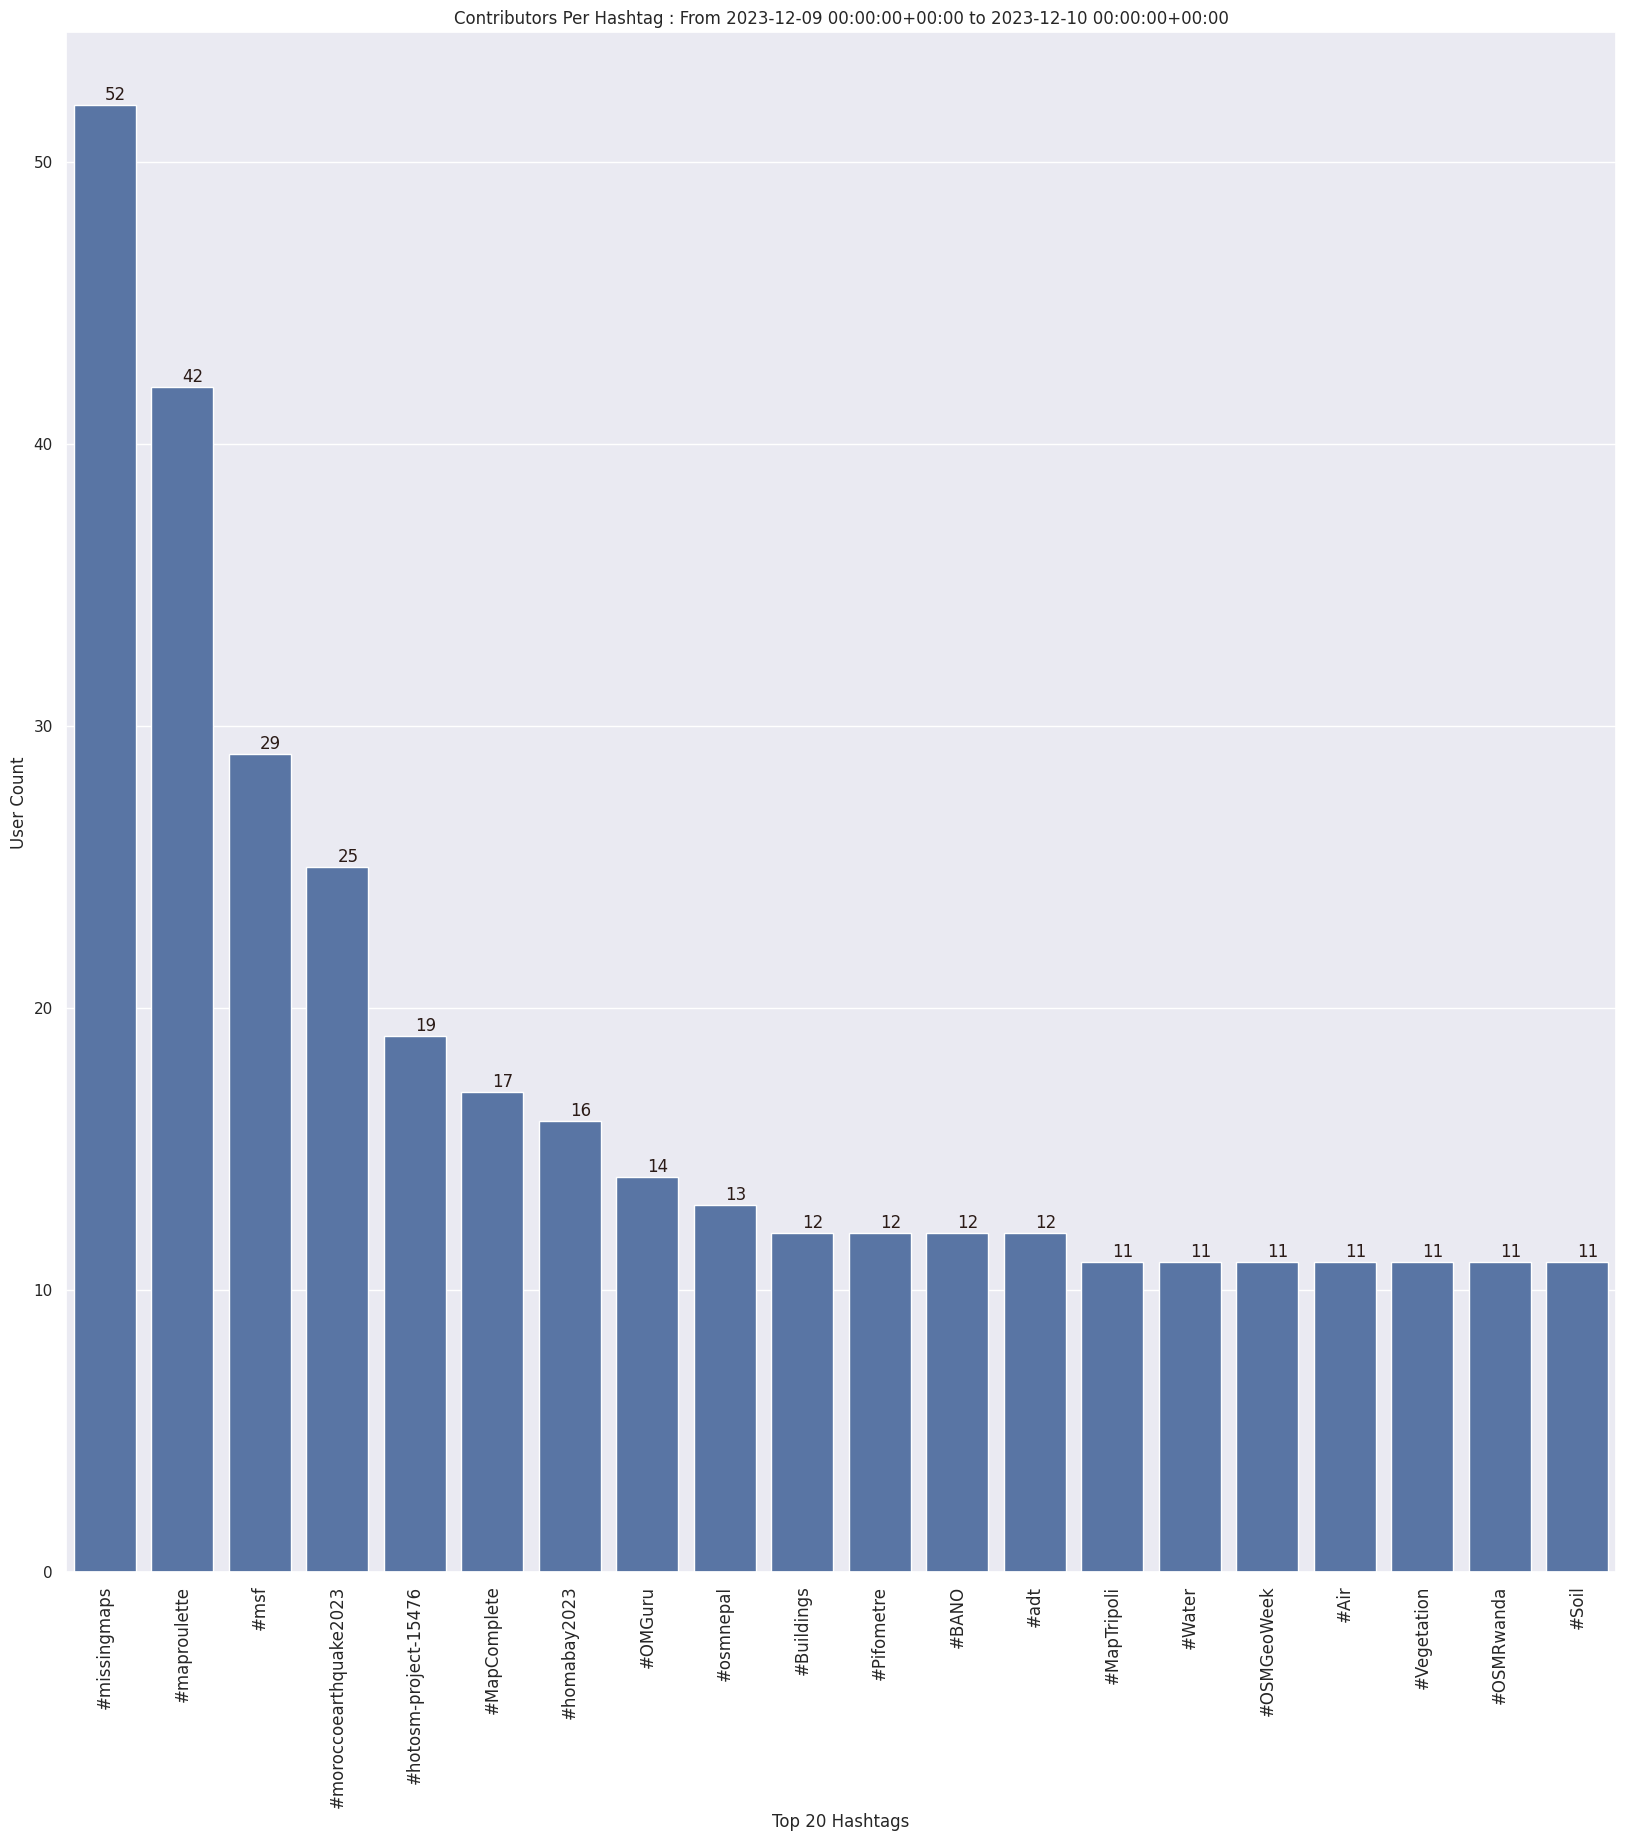 Contributors Per Hashtag : From 2023-12-09 00:00:00+00:00 to 2023-12-10 00:00:00+00:00
User Count
50
40
30
20
10
0
52
42
29
25
19
17
16
14
13
12
12
12
12
11
11
11
11
11
11
11
#missingmaps
#maproulette
#msf
#moroccoearthquake2023
#hotosm-project-15476
#MapComplete
#homabay2023
#OMGuru
#osmnepal
#Buildings
#Pifometre
#BANO
#adt
#MapTripoli
#Water
#OSMGeoWeek
#Air
#Vegetation
#OSMRwanda
#Soil
Top 20 Hashtags